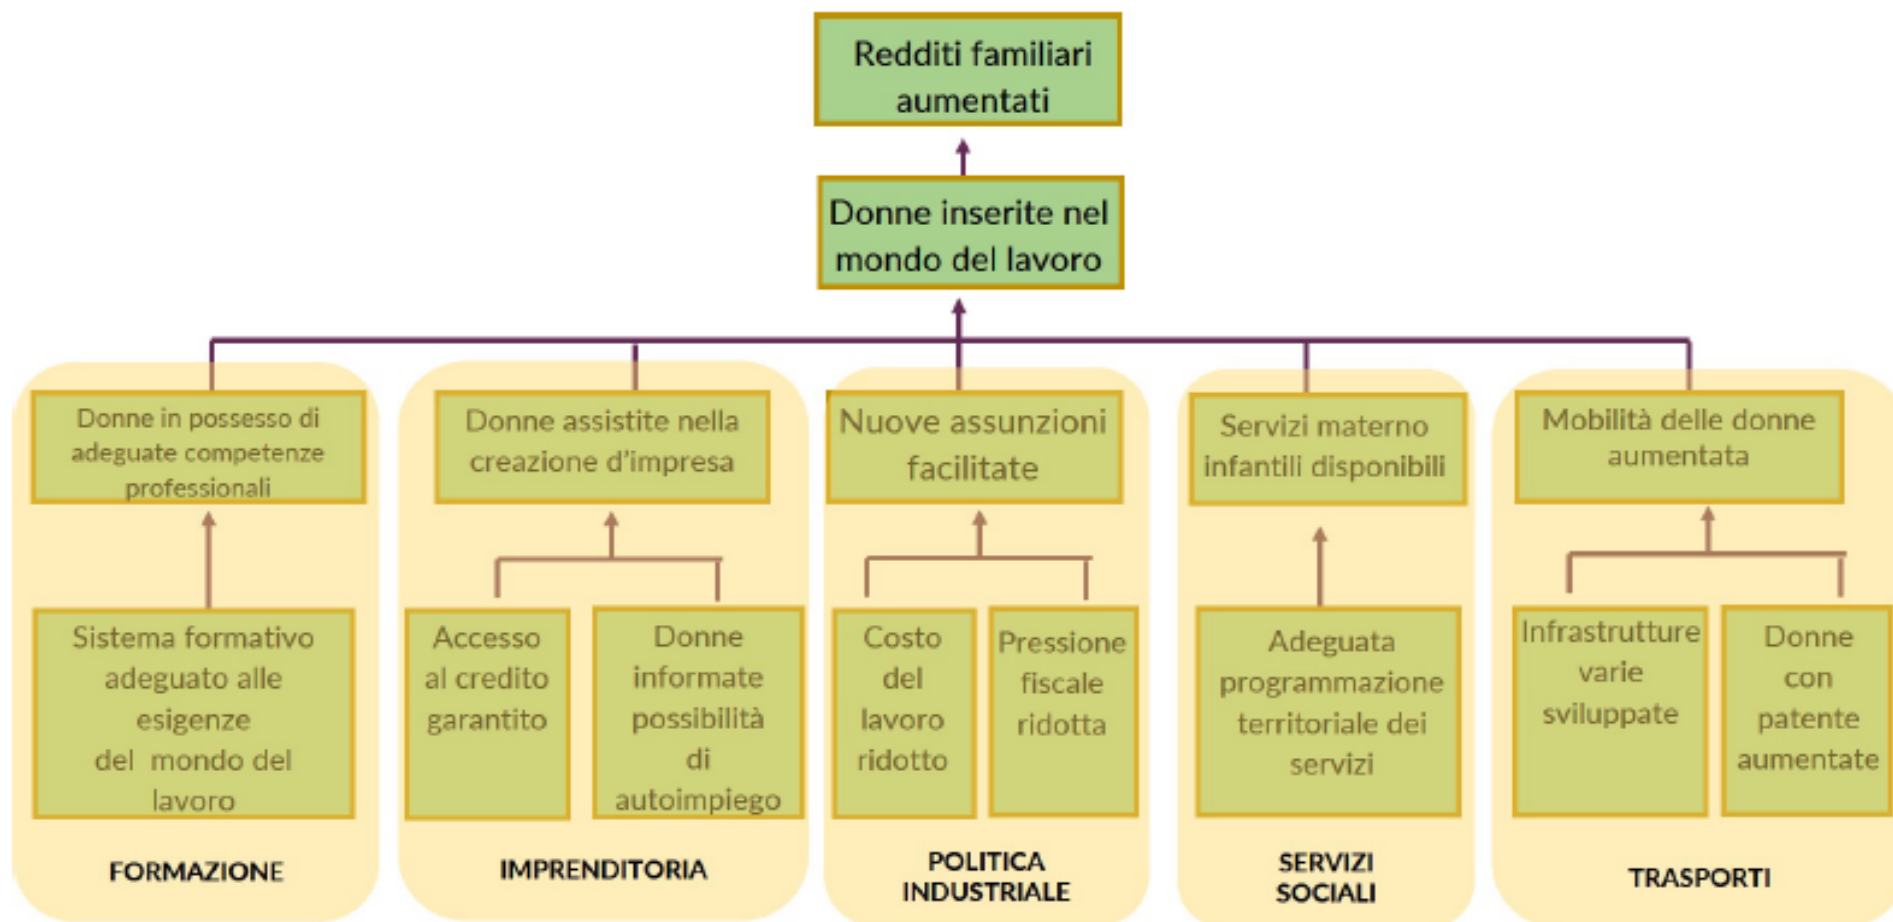 Redditi familiari
aumentati
Donne inserite nel
mondo del lavoro
Donne in possesso di
adeguate competenze
professionali
Donne assistite nella
creazione d'impresa
Nuove assunzioni
facilitate
Servizi materno
infantili disponibili
Mobilità delle donne
aumentata
Sistema formativo
adeguato alle
esigenze
del mondo del
lavoro
Accesso
al credito
garantito
Donne
informate
possibilità
di
autoimpiego
Costo
del
lavoro
ridotto
Pressione
fiscale
ridotta
Adeguata
programmazione
territoriale dei
servizi
Infrastrutture
varie
sviluppate
Donne
con
patente
aumentate
FORMAZIONE
IMPRENDITORIA
POLITICA
INDUSTRIALE
SERVIZI
SOCIALI
TRASPORTI